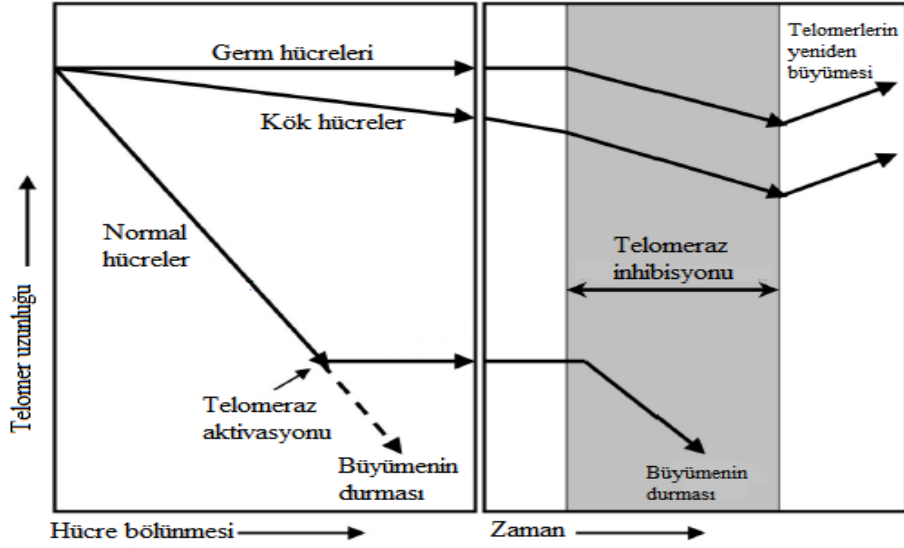 Germ hücreleri
Kök hücreler
Normal
hücreler
Telomer uzunluğu
Telomeraz
aktivasyonu
Büyümenin
durması
Hücre bölünmesi
Telomerlerin
yeniden
büyümesi
Telomeraz
inhibisyonu
Büyümenin
durması
Zaman